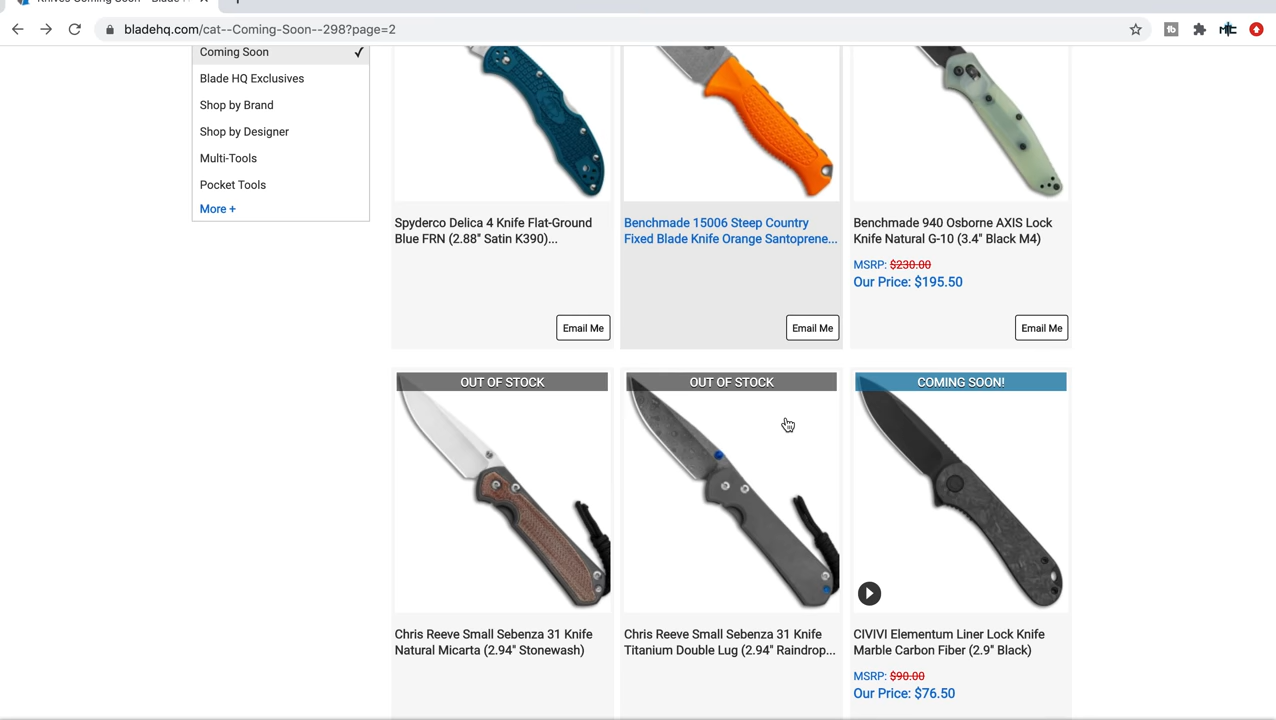 bladehq.com/cat--Coming-Soon--298?page=2
Coming Soon
Blade HQ Exclusives
Shop by Brand
Shop by Designer
Multi-Tools
Pocket Tools
More +
Spyderco Delica 4 Knife Flat-Ground
Blue FRN (2.88" Satin K390)...
Email Me
Benchmade 15006 Steep Country
Fixed Blade Knife Orange Santoprene...
Email Me
Benchmade 940 Osborne AXIS Lock
Knife Natural G-10 (3.4" Black M4)
MSRP: $230.00
Our Price: $195.50
Email Me
OUT OF STOCK
Chris Reeve Small Sebenza 31 Knife
Natural Micarta (2.94" Stonewash)
OUT OF STOCK
Chris Reeve Small Sebenza 31 Knife
Titanium Double Lug (2.94" Raindrop...
COMING SOON!
CIVIVI Elementum Liner Lock Knife
Marble Carbon Fiber (2.9" Black)
MSRP: $90.00
Our Price: $76.50